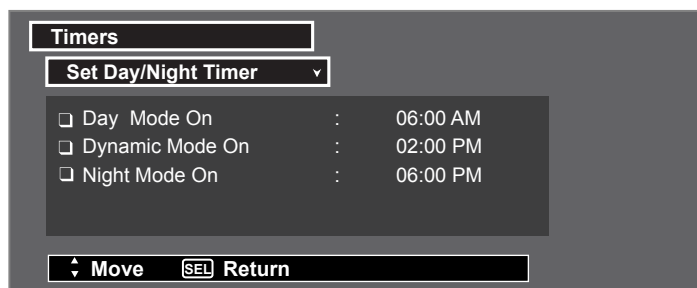 Timers
Set Day/Night Timer
Day Mode On : 06:00 AM
Dynamic Mode On : 02:00 PM
Night Mode On : 06:00 PM
Move SEL Return